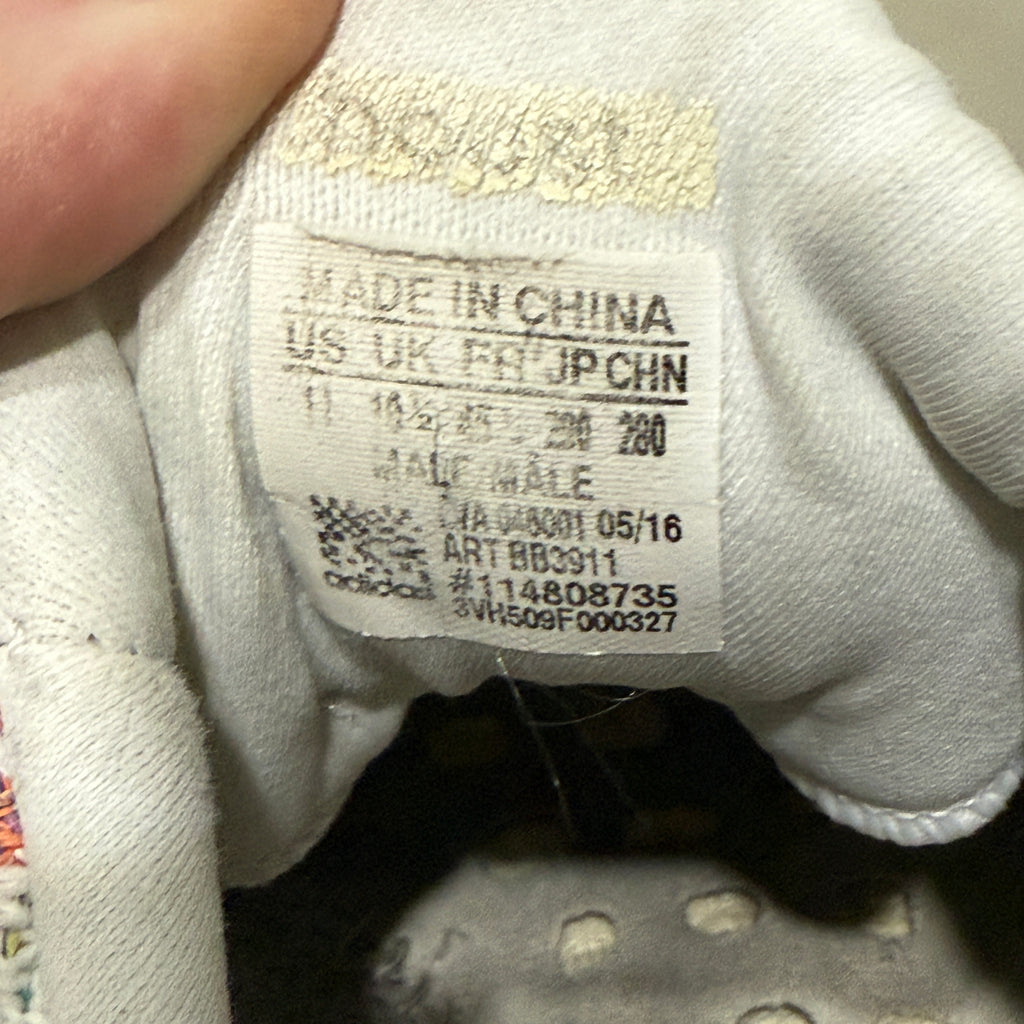 MADE IN CHINA
US UK FR JP CHN
11 10½ 280
MALE MÂLE
05/16
ART BB3911
adidas
#114808735
3VH509F000327